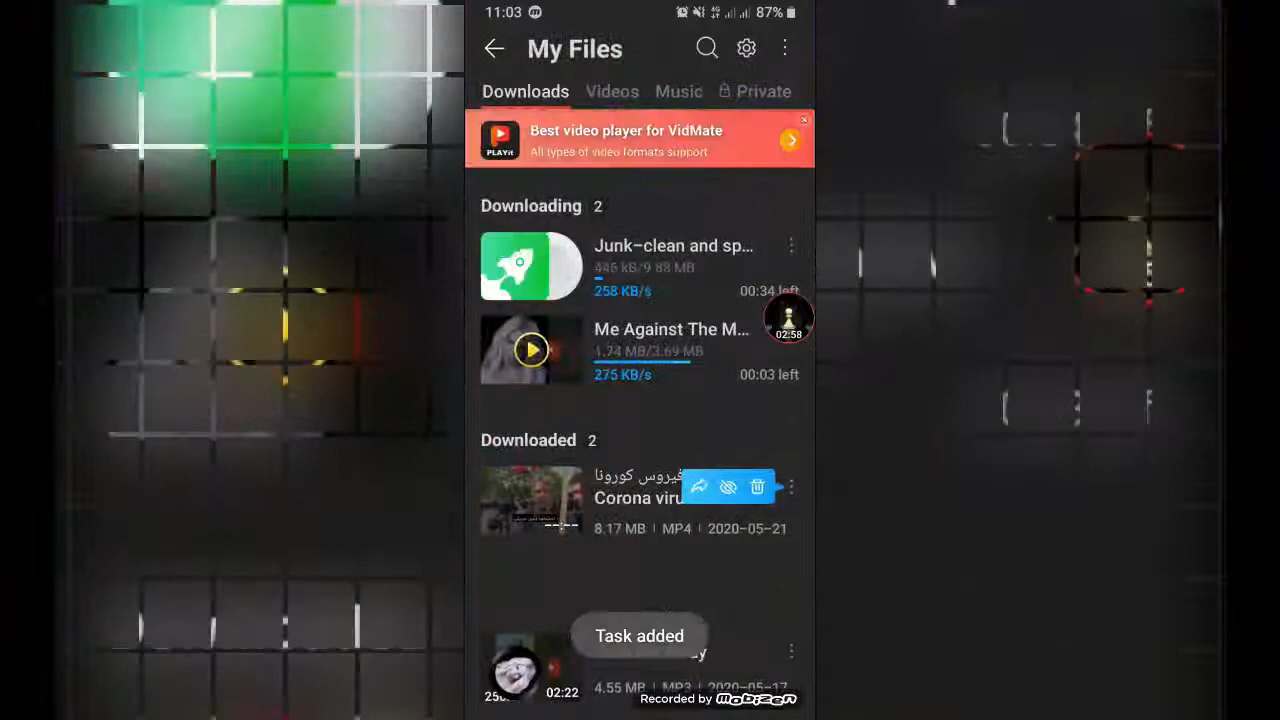 11:03 87%
My Files
Downloads Videos Music Private
Best video player for VidMate
PLAYit
All types of video formats support
Downloading 2
Junk-clean and sp...
446 kB/9.88 MB
258 KB/s 00:34 left
Me Against The M...
02:58
1,74 MB/3.69 MB
275 KB/s 00:03 left
Downloaded 2
فيروس كورونا
Corona viru
8.17 MB | MP4 | 2020-05-21
Task added
02:22
4.55 MB | MP3 | 2020-05-17
Recorded by mobizen